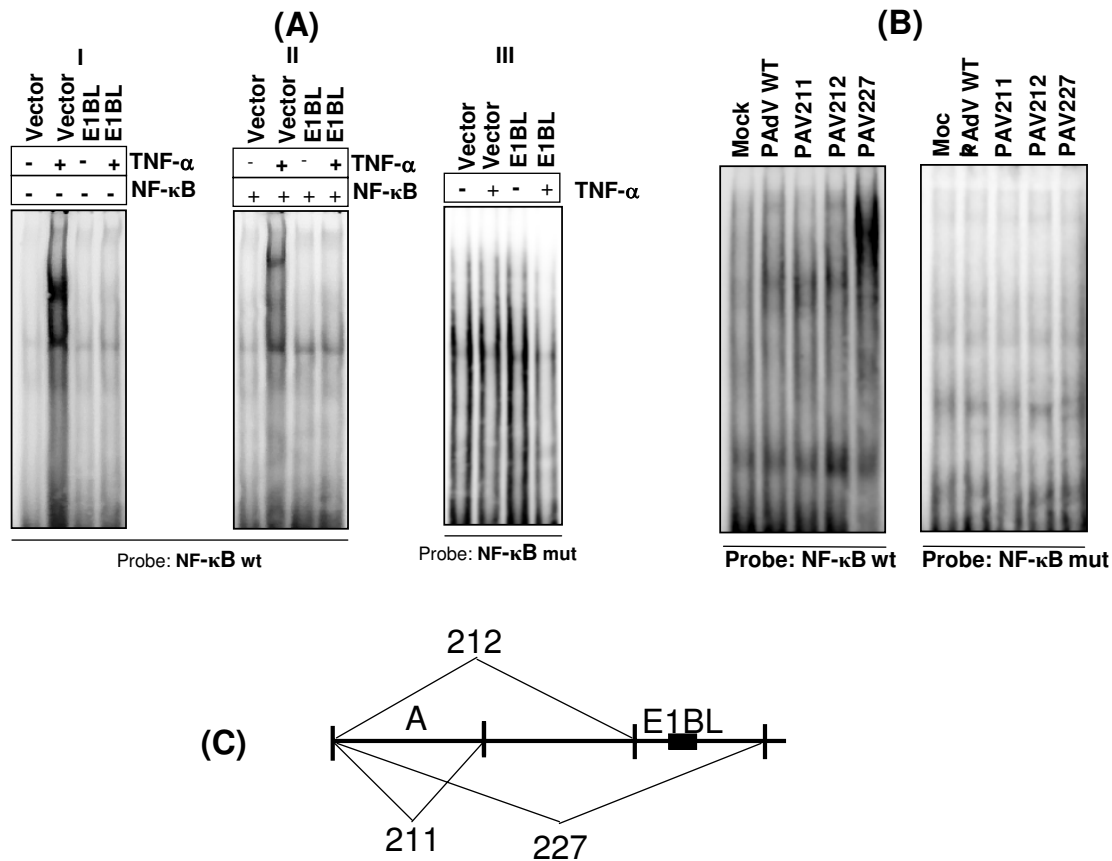 (A)
I
II
III
Vector
Vector
E1BL
E1BL
- + - + TNF-α
- - - - NF-κB
Vector
Vector
E1BL
E1BL
- + - + TNF-α
+ + + + NF-κB
Vector
Vector
E1BL
E1BL
- + - + TNF-α
Probe: NF-κB wt
Probe: NF-κB mut
(B)
Mock
PAdV WT
PAV211
PAV212
PAV227
Moc
k
PAdV WT
PAV211
PAV212
PAV227
Probe: NF-κB wt
Probe: NF-κB mut
(C)
212
A
E1BL
211
227